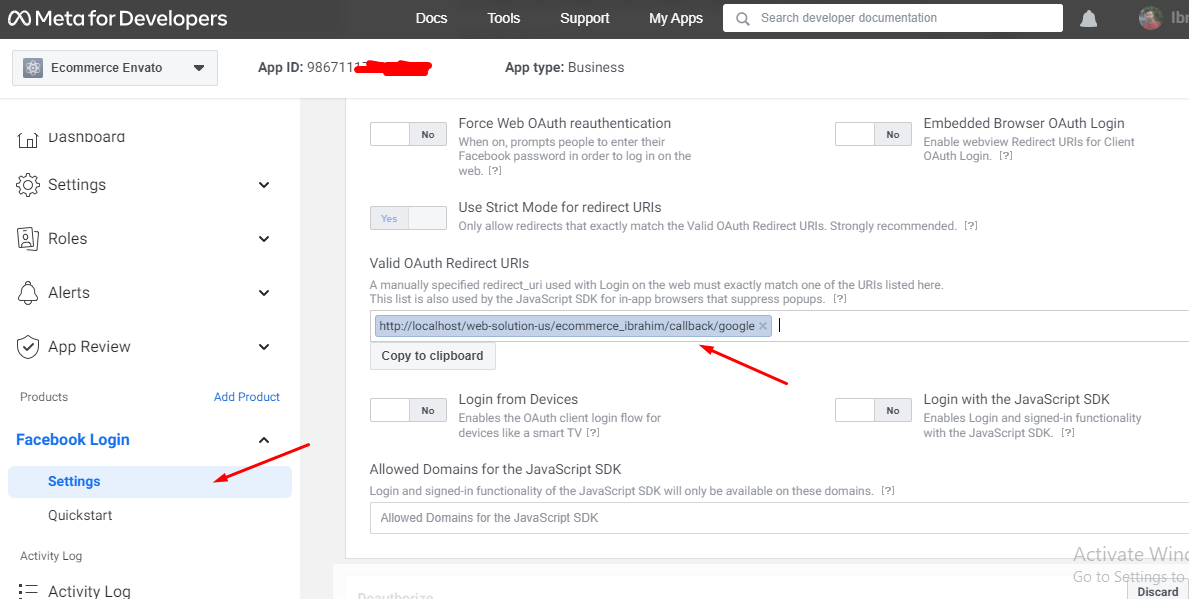 Meta for Developers
Docs
Tools
Support
My Apps
Search developer documentation
Ecommerce Envato
App ID: 9867111
App type: Business
Dashboard
Settings
Roles
Alerts
App Review
Products
Add Product
Facebook Login
Settings
Quickstart
Activity Log
Activity Log
No
Force Web OAuth reauthentication
When on, prompts people to enter their
Facebook password in order to log in on the
web. [?]
No
Embedded Browser OAuth Login
Enable webview Redirect URIs for Client
OAuth Login. [?]
Yes
Use Strict Mode for redirect URIs
Only allow redirects that exactly match the Valid OAuth Redirect URIs. Strongly recommended. [?]
Valid OAuth Redirect URIs
A manually specified redirect_uri used with Login on the web must exactly match one of the URIs listed here.
This list is also used by the JavaScript SDK for in-app browsers that suppress popups. [?]
http://localhost/web-solution-us/ecommerce_ibrahim/callback/google ×
Copy to clipboard
No
Login from Devices
Enables the OAuth client login flow for
devices like a smart TV [?]
No
Login with the JavaScript SDK
Enables Login and signed-in functionality
with the JavaScript SDK. [?]
Allowed Domains for the JavaScript SDK
Login and signed-in functionality of the JavaScript SDK will only be available on these domains. [?]
Allowed Domains for the JavaScript SDK
Activate Wind
Go to Settings to
Deauthorize
Discard